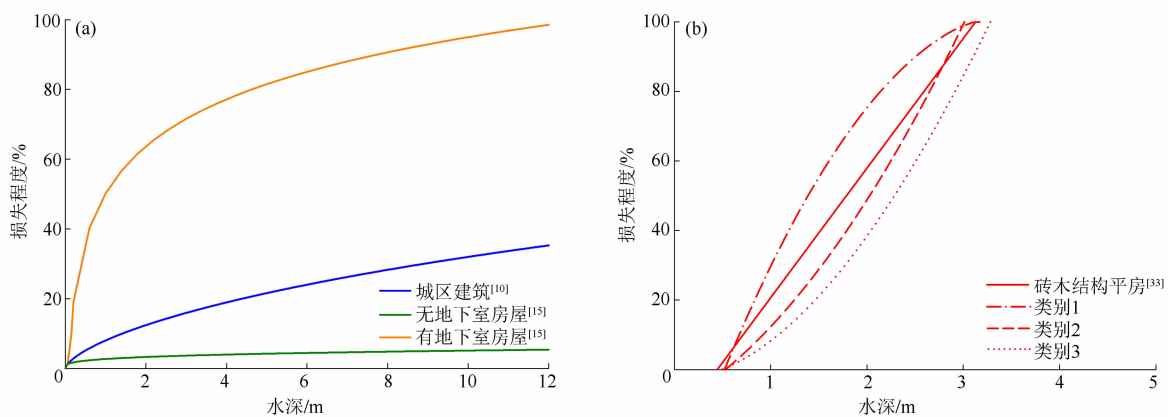 (a)
100
80
60
40
20
0
损失程度/%
2
4
6
8
10
12
水深/m
城区建筑[10]
无地下室房屋[15]
有地下室房屋[15]
(b)
100
80
60
40
20
0
损失程度/%
1
2
3
4
5
水深/m
砖木结构平房[33]
类别1
类别2
类别3